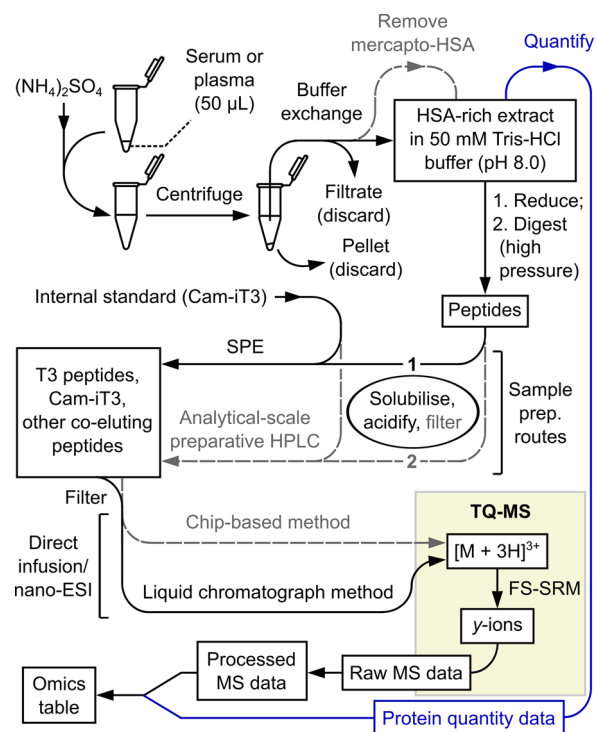 Remove
mercapto-HSA
Quantify
Serum or
plasma
(50 µL)
(NH₄)₂SO₄
Buffer
exchange
HSA-rich extract
in 50 mM Tris-HCl
buffer (pH 8.0)
Centrifuge
Filtrate
(discard)
Pellet
(discard)
1. Reduce;
2. Digest
(high
pressure)
Internal standard (Cam-iT3)
Peptides
SPE
1
T3 peptides,
Cam-iT3,
other co-eluting
peptides
Solubilise,
acidify, filter
Analytical-scale
preparative HPLC
2
Sample
prep.
routes
Filter
Chip-based method
Direct
infusion/
nano-ESI
Liquid chromatograph method
TQ-MS
[M + 3H]³⁺
FS-SRM
y-ions
Raw MS data
Processed
MS data
Omics
table
Protein quantity data